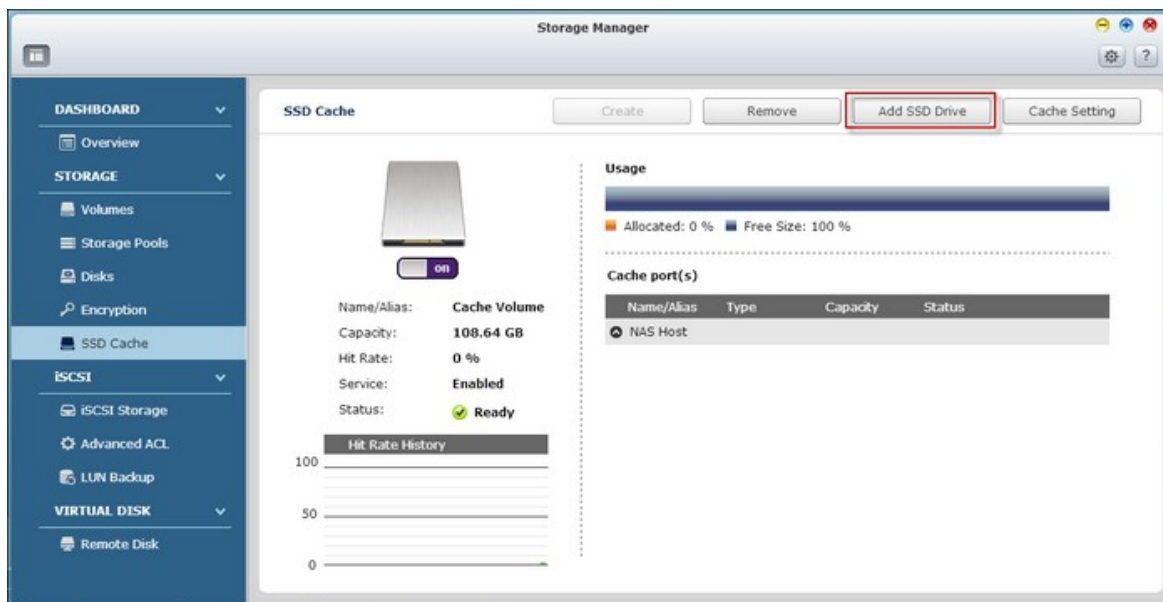 Storage Manager
?
DASHBOARD
Overview
STORAGE
Volumes
Storage Pools
Disks
Encryption
SSD Cache
iSCSI
iSCSI Storage
Advanced ACL
LUN Backup
VIRTUAL DISK
Remote Disk
SSD Cache
Create
Remove
Add SSD Drive
Cache Setting
on
Name/Alias: Cache Volume
Capacity: 108.64 GB
Hit Rate: 0 %
Service: Enabled
Status: Ready
Hit Rate History
100
50
0
Usage
Allocated: 0 % Free Size: 100 %
Cache port(s)
Name/Alias Type Capacity Status
NAS Host